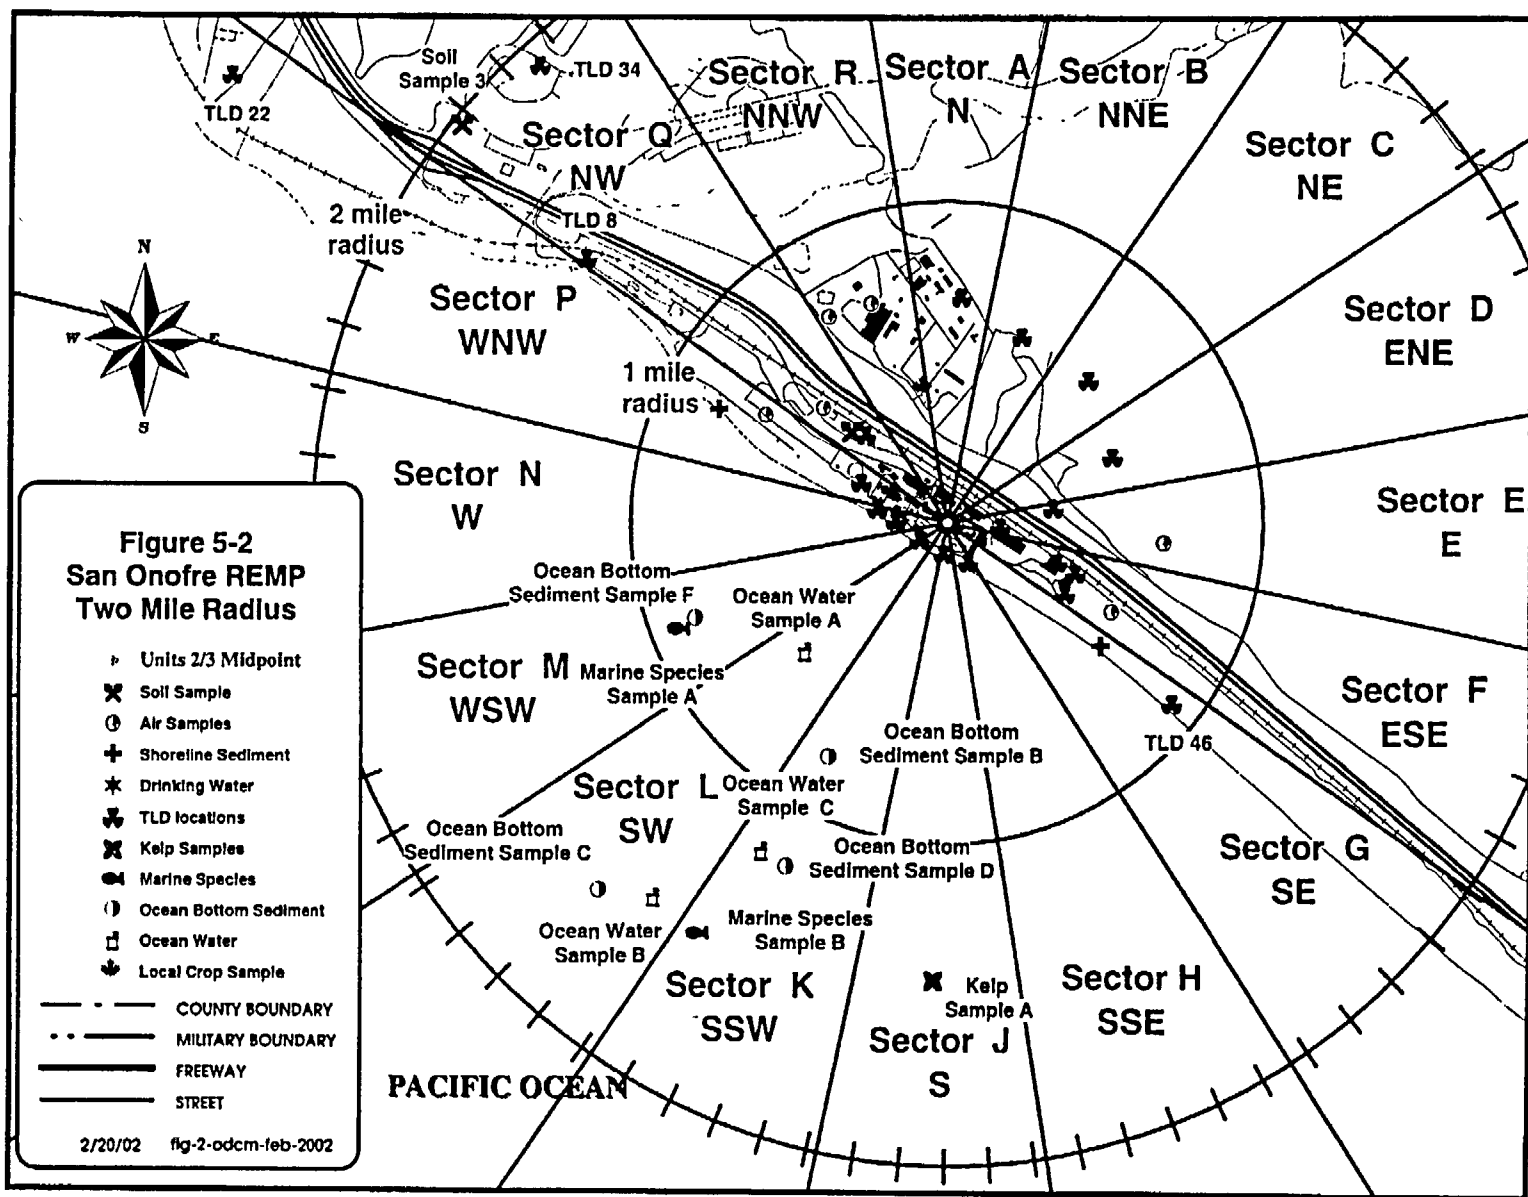 Soil
Sample 3
TLD 34
TLD 22
Sector Q
NW
Sector R
NNW
Sector A
N
Sector B
NNE
Sector C
NE
2 mile
radius
TLD 8
N
W
E
S
Sector P
WNW
Sector D
ENE
1 mile
radius
Sector N
W
Sector E
E
Ocean Bottom
Sediment Sample F
Ocean Water
Sample A
Sector M
WSW
Marine Species
Sample A
Sector F
ESE
TLD 46
Ocean Bottom
Sediment Sample B
Sector L
SW
Ocean Water
Sample C
Ocean Bottom
Sediment Sample C
Ocean Bottom
Sediment Sample D
Sector G
SE
Ocean Water
Sample B
Marine Species
Sample B
Sector K
SSW
Kelp
Sample A
Sector H
SSE
Sector J
S
PACIFIC OCEAN
Figure 5-2
San Onofre REMP
Two Mile Radius
Units 2/3 Midpoint
Soil Sample
Air Samples
Shoreline Sediment
Drinking Water
TLD locations
Kelp Samples
Marine Species
Ocean Bottom Sediment
Ocean Water
Local Crop Sample
COUNTY BOUNDARY
MILITARY BOUNDARY
FREEWAY
STREET
2/20/02 fig-2-odcm-feb-2002